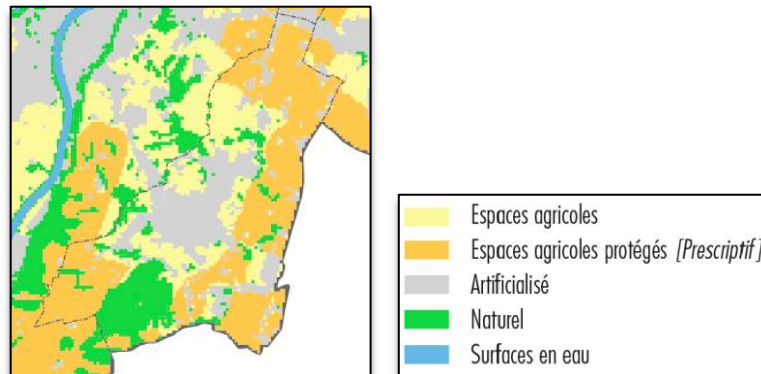 Espaces agricoles
Espaces agricoles protégés [Prescriptif]
Artificialisé
Naturel
Surfaces en eau